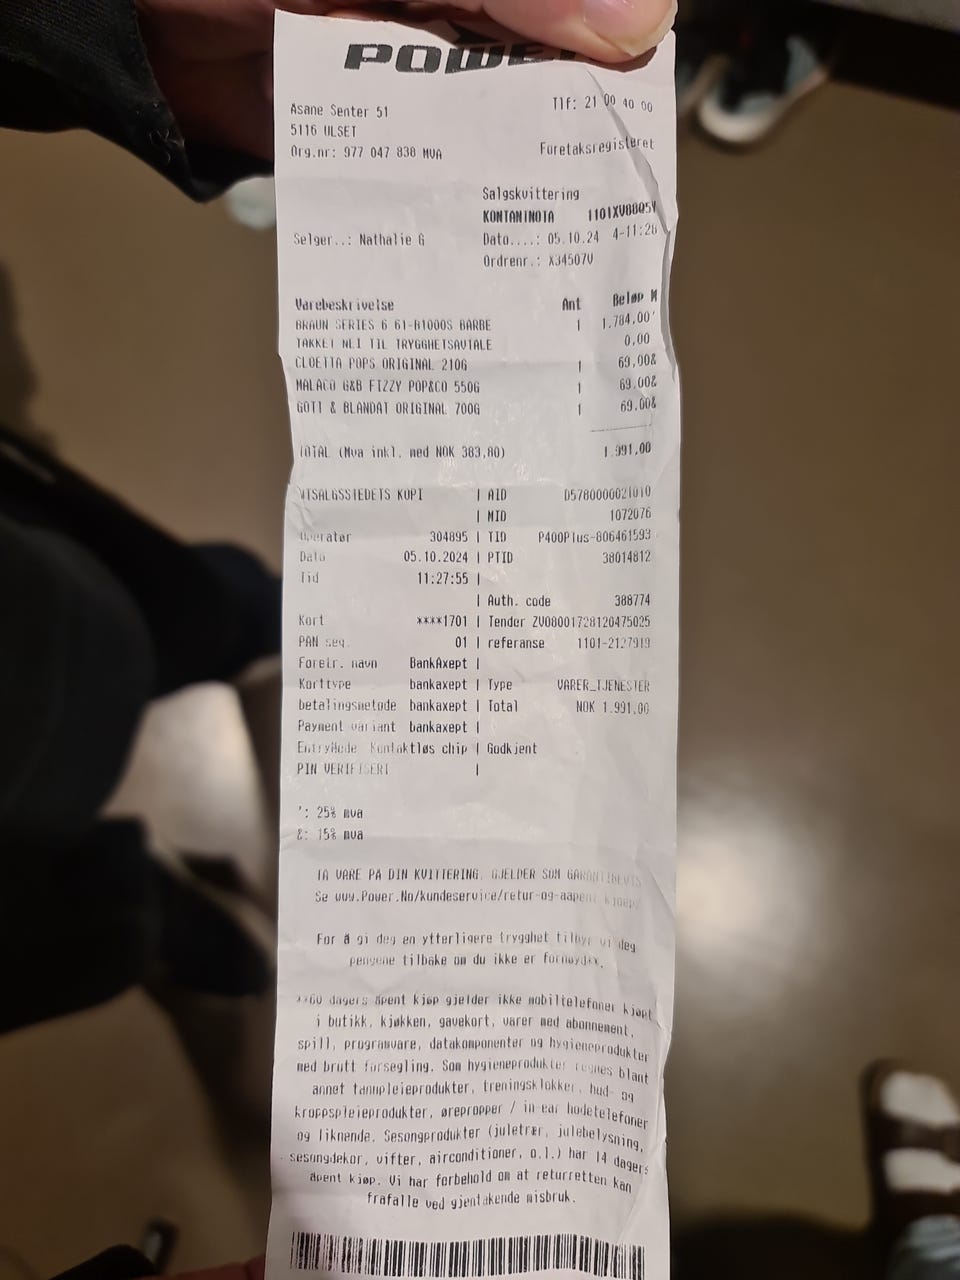 POWE
Asane Senter 51 Tlf: 21 00 40 00
5116 ULSET
Org.nr: 977 047 838 MVA Foretaksregisteret
Salgskvittering
KONTANTNOTA 1101XV88Q5V
Selger..: Nathalie G Dato....: 05.10.24 4-11:28
Ordrenr.: X34507V
Varebeskrivelse Ant Beløp M
BRAUN SERIES 6 61-B1000S BARBE 1 1.784,00'
TAKKET NEI TIL TRYGGHETSAVTALE 0,00
CLOETTA POPS ORIGINAL 210G 1 69,00&
MALACO G&B FIZZY POP&CO 550G 1 69,00&
GOTT & BLANDAT ORIGINAL 700G 1 69,00&
TOTAL (Mva inkl. med NOK 383,80) 1.991,00
UTSALGSSTEDETS KOPI | AID D5780000021010
| MID 1072076
Operatør 304895 | TID P400Plus-806461593
Dato 05.10.2024 | PTID 38014812
Tid 11:27:55 |
| Auth. code 388774
Kort ****1701 | Tender ZV08001728120475025
PAN seq. 01 | referanse 1101-2127919
Foretr. navn BankAxept |
Korttype bankaxept | Type VARER_TJENESTER
betalingsmetode bankaxept | Total NOK 1.991,00
Payment variant bankaxept |
EntryMode Kontaktløs chip | Godkjent
PIN VERIFISERT |
': 25% mva
&: 15% mva
TA VARE PÅ DIN KVITTERING, GJELDER SOM GARANTIBEVIS
Se www.Power.No/kundeservice/retur-og-aapent kjoep/
For å gi deg en ytterligere trygghet tilbyr vi deg
pengene tilbake om du ikke er fornøyd**.
**60 dagers åpent kjøp gjelder ikke mobiltelefoner kjøpt
i butikk, kjøkken, gavekort, varer med abonnement,
spill, programvare, datakomponenter og hygieneprodukter
med brutt forsegling. Som hygieneprodukter regnes blant
annet tannpleieprodukter, treningsklokker, hud- og
kroppspleieprodukter, ørepropper / in-ear hodetelefoner
og liknende. Sesongprodukter (juletrær, julebelysning,
sesongdekor, vifter, airconditioner, o.l.) har 14 dagers
åpent kjøp. Vi har forbehold om at returretten kan
frafalle ved gjentakende misbruk.